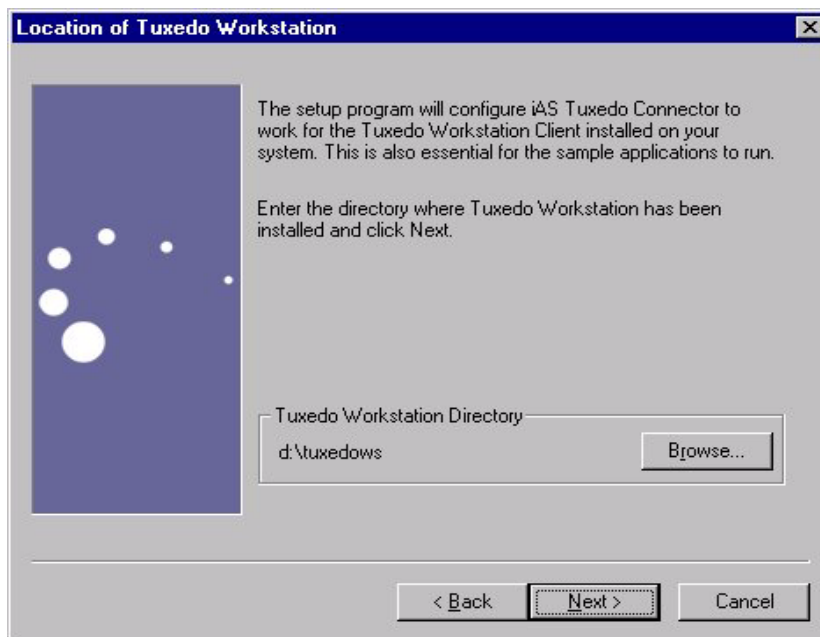 Location of Tuxedo Workstation
The setup program will configure iAS Tuxedo Connector to
work for the Tuxedo Workstation Client installed on your
system. This is also essential for the sample applications to run.
Enter the directory where Tuxedo Workstation has been
installed and click Next.
Tuxedo Workstation Directory
d:\tuxedows
Browse...
< Back
Next >
Cancel